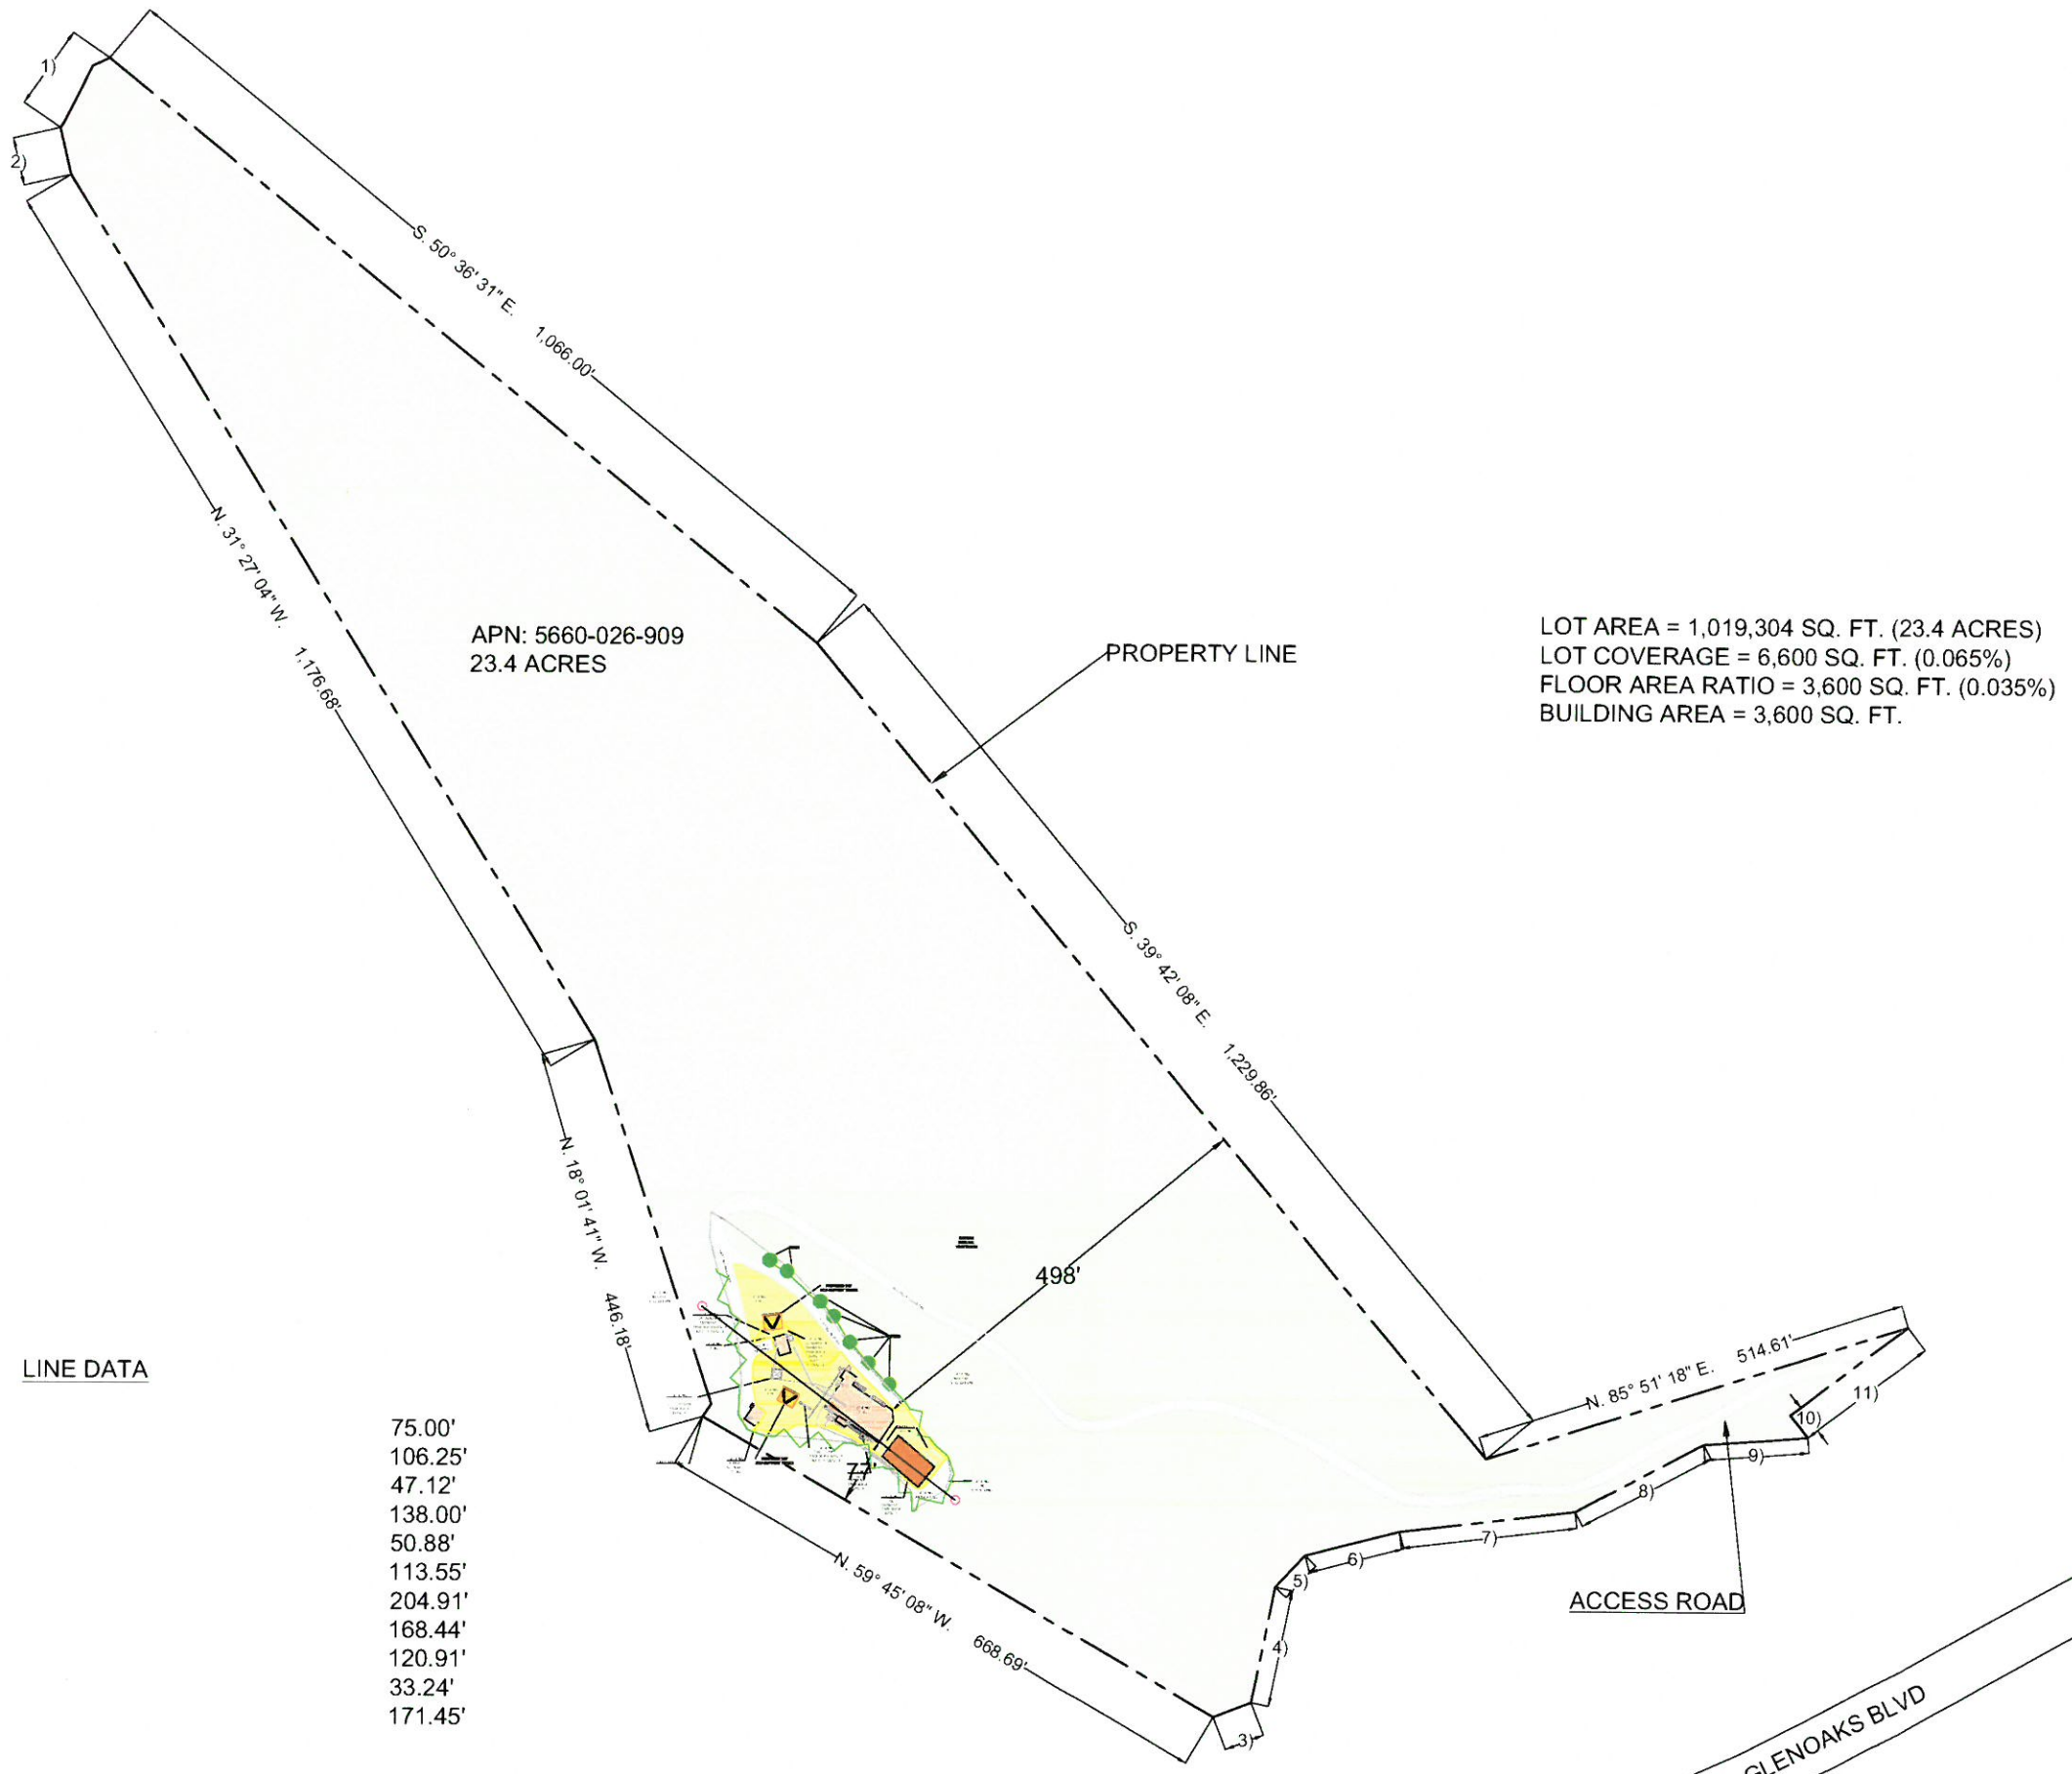 1)
2)
S. 50° 36' 31" E. 1,066.00'
N. 31° 27' 04" W. 1,176.68'
APN: 5660-026-909
23.4 ACRES
PROPERTY LINE
LOT AREA = 1,019,304 SQ. FT. (23.4 ACRES)
LOT COVERAGE = 6,600 SQ. FT. (0.065%)
FLOOR AREA RATIO = 3,600 SQ. FT. (0.035%)
BUILDING AREA = 3,600 SQ. FT.
S. 39° 42' 08" E. 1,229.86'
N. 18° 01' 41" W. 446.18'
498'
77'
N. 85° 51' 18" E. 514.61'
11)
10)
9)
8)
7)
6)
5)
4)
3)
N. 59° 45' 08" W. 668.69'
ACCESS ROAD
GLENOAKS BLVD
LINE DATA
75.00'
106.25'
47.12'
138.00'
50.88'
113.55'
204.91'
168.44'
120.91'
33.24'
171.45'